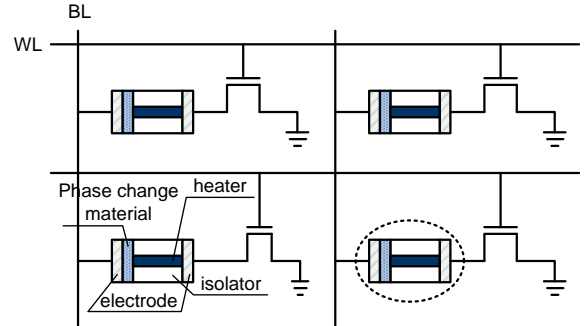 BL
WL
Phase change
material
heater
isolator
electrode